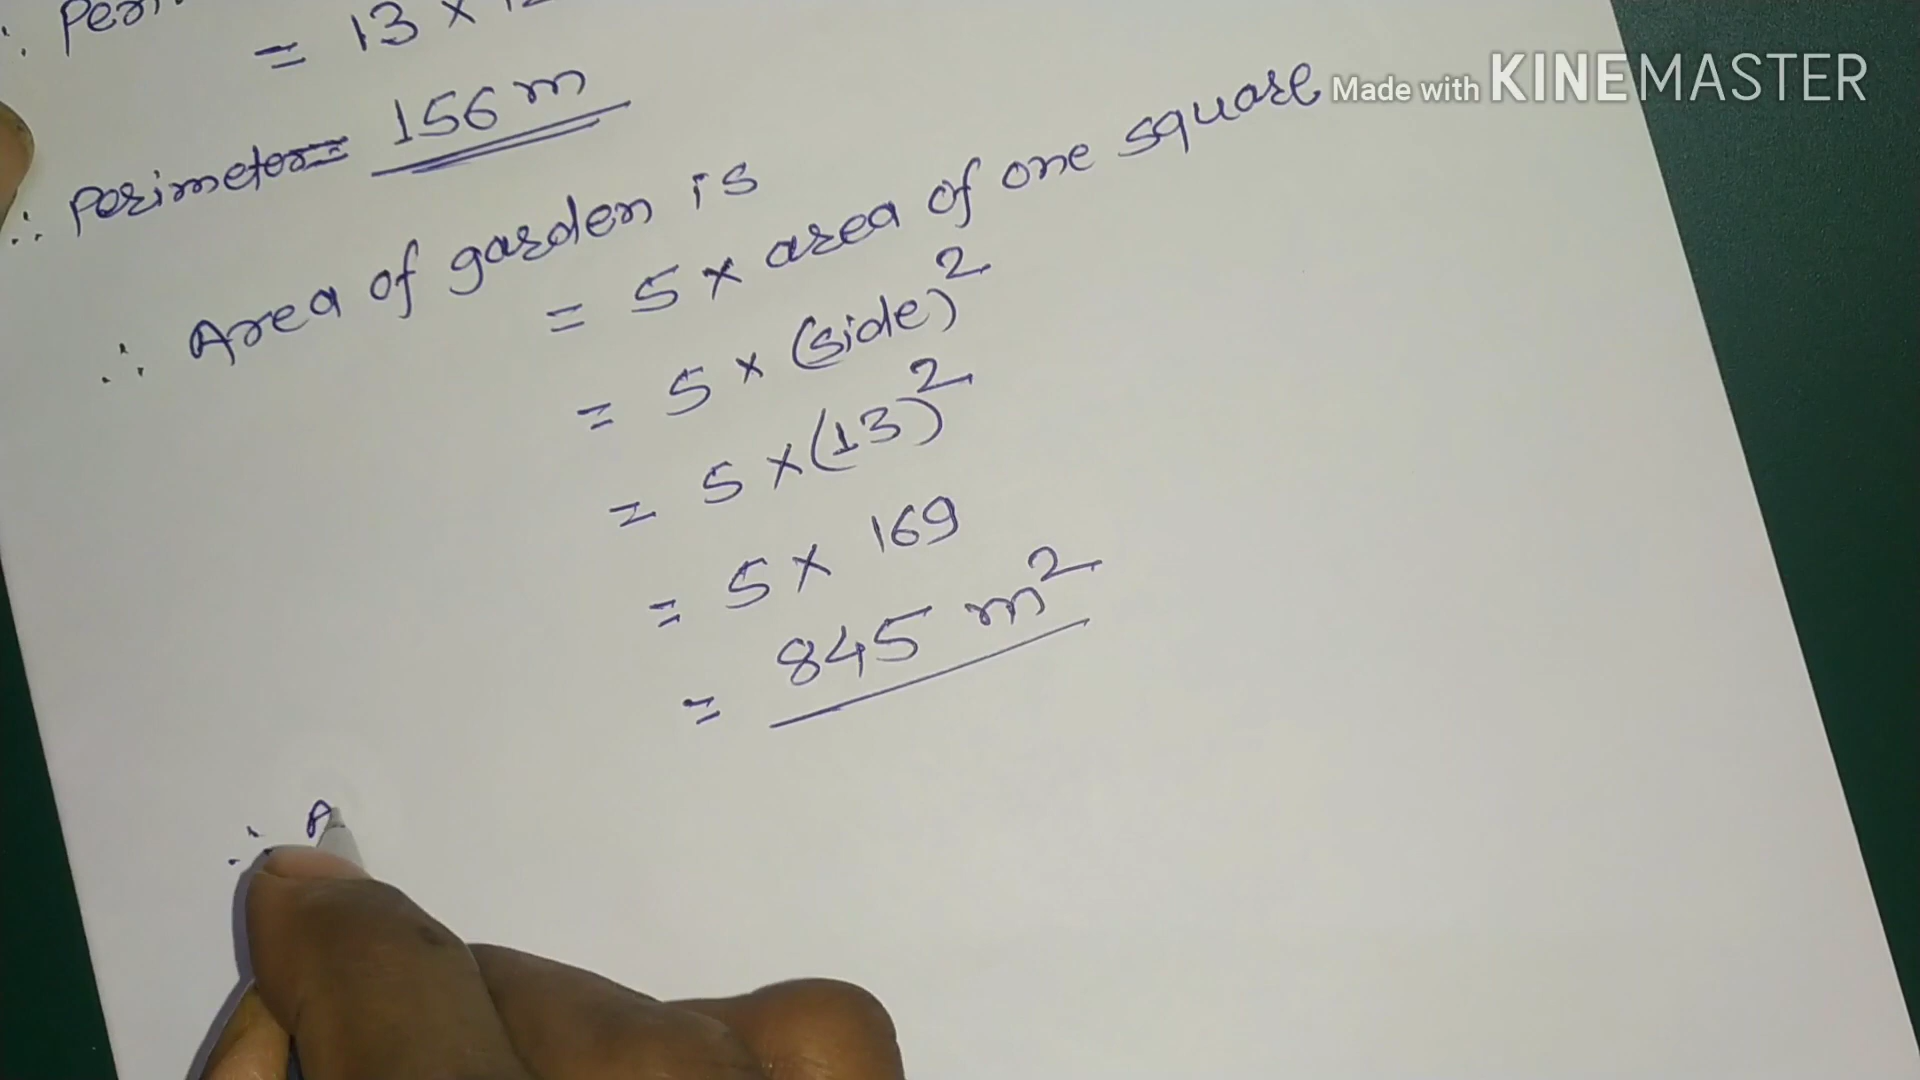 ∴ Peri
= 13 ×
∴ Perimeter = 156 m
∴ Area of garden is
= 5 × area of one square
= 5 × (side)²
= 5 × (13)²
= 5 × 169
= 845 m²
∴ A
Made with KINEMASTER